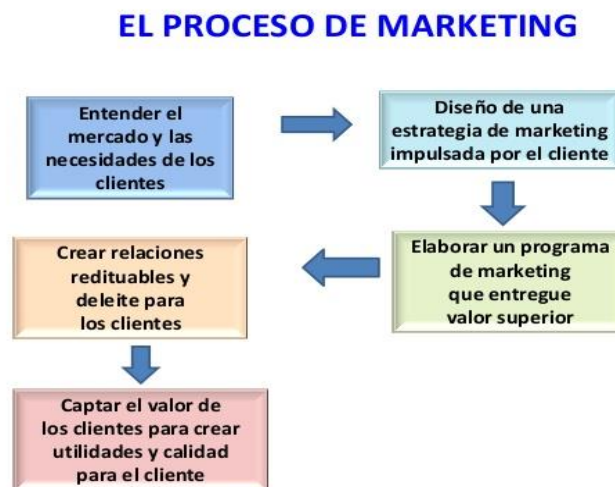 EL PROCESO DE MARKETING
Entender el
mercado y las
necesidades de los
clientes
Diseño de una
estrategia de marketing
impulsada por el cliente
Elaborar un programa
de marketing
que entregue
valor superior
Crear relaciones
redituables y
deleite para
los clientes
Captar el valor de
los clientes para crear
utilidades y calidad
para el cliente